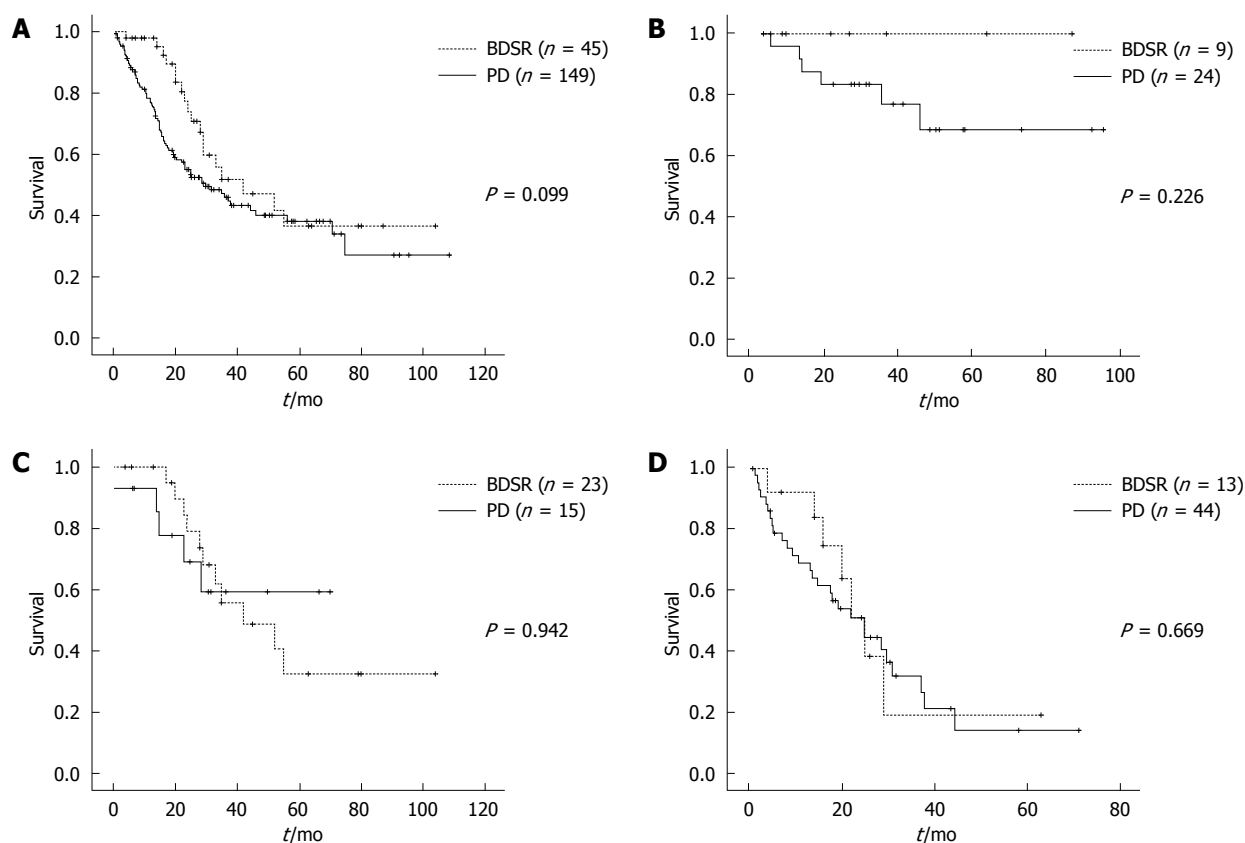 A
BDSR (n = 45)
PD (n = 149)
1.0
0.8
0.6
0.4
0.2
0.0
Survival
P = 0.099
0 20 40 60 80 100 120
t/mo
B
BDSR (n = 9)
PD (n = 24)
1.0
0.8
0.6
0.4
0.2
0.0
Survival
P = 0.226
0 20 40 60 80 100
t/mo
C
BDSR (n = 23)
PD (n = 15)
1.0
0.8
0.6
0.4
0.2
0.0
Survival
P = 0.942
0 20 40 60 80 100 120
t/mo
D
BDSR (n = 13)
PD (n = 44)
1.0
0.8
0.6
0.4
0.2
0.0
Survival
P = 0.669
0 20 40 60 80
t/mo